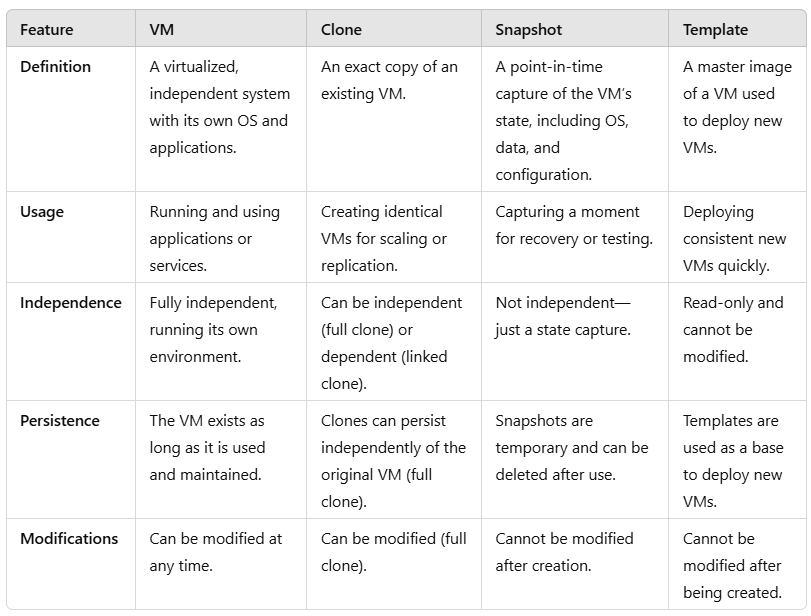 Feature
VM
Clone
Snapshot
Template
Definition
A virtualized,
independent system
with its own OS and
applications.
An exact copy of an
existing VM.
A point-in-time
capture of the VM’s
state, including OS,
data, and
configuration.
A master image
of a VM used
to deploy new
VMs.
Usage
Running and using
applications or
services.
Creating identical
VMs for scaling or
replication.
Capturing a moment
for recovery or testing.
Deploying
consistent new
VMs quickly.
Independence
Fully independent,
running its own
environment.
Can be independent
(full clone) or
dependent (linked
clone).
Not independent—
just a state capture.
Read-only and
cannot be
modified.
Persistence
The VM exists as
long as it is used
and maintained.
Clones can persist
independently of the
original VM (full
clone).
Snapshots are
temporary and can be
deleted after use.
Templates are
used as a base
to deploy new
VMs.
Modifications
Can be modified at
any time.
Can be modified (full
clone).
Cannot be modified
after creation.
Cannot be
modified after
being created.